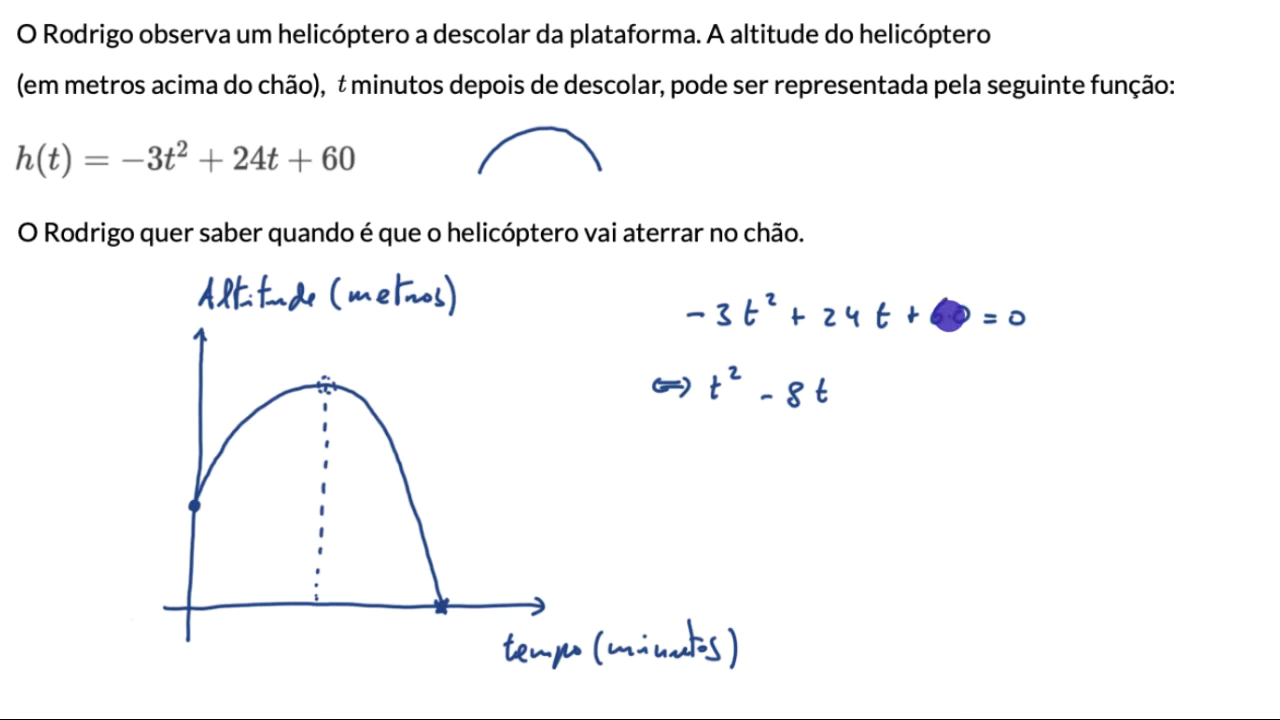 O Rodrigo observa um helicóptero a descolar da plataforma. A altitude do helicóptero
(em metros acima do chão), t minutos depois de descolar, pode ser representada pela seguinte função:
h(t) = −3t² + 24t + 60
O Rodrigo quer saber quando é que o helicóptero vai aterrar no chão.
Altitude (metros)
-3t² + 24t + 60 = 0
⇔ t² - 8t
tempo (minutos)